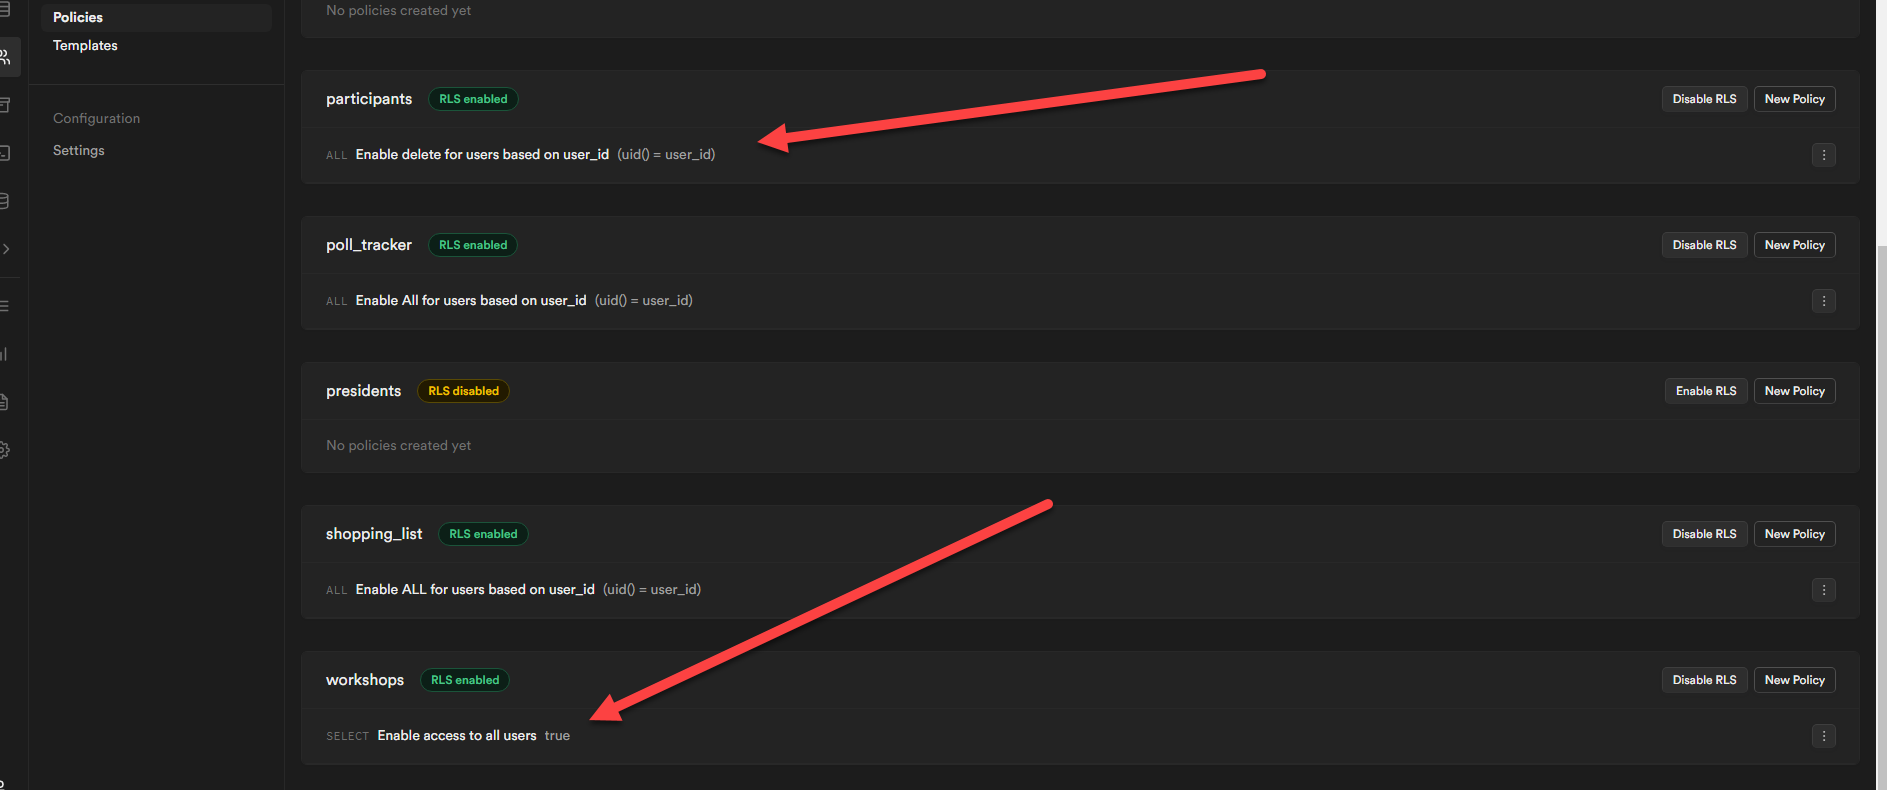 Policies
Templates
Configuration
Settings
No policies created yet
participants RLS enabled Disable RLS New Policy
ALL Enable delete for users based on user_id (uid() = user_id)
poll_tracker RLS enabled Disable RLS New Policy
ALL Enable All for users based on user_id (uid() = user_id)
presidents RLS disabled Enable RLS New Policy
No policies created yet
shopping_list RLS enabled Disable RLS New Policy
ALL Enable ALL for users based on user_id (uid() = user_id)
workshops RLS enabled Disable RLS New Policy
SELECT Enable access to all users true